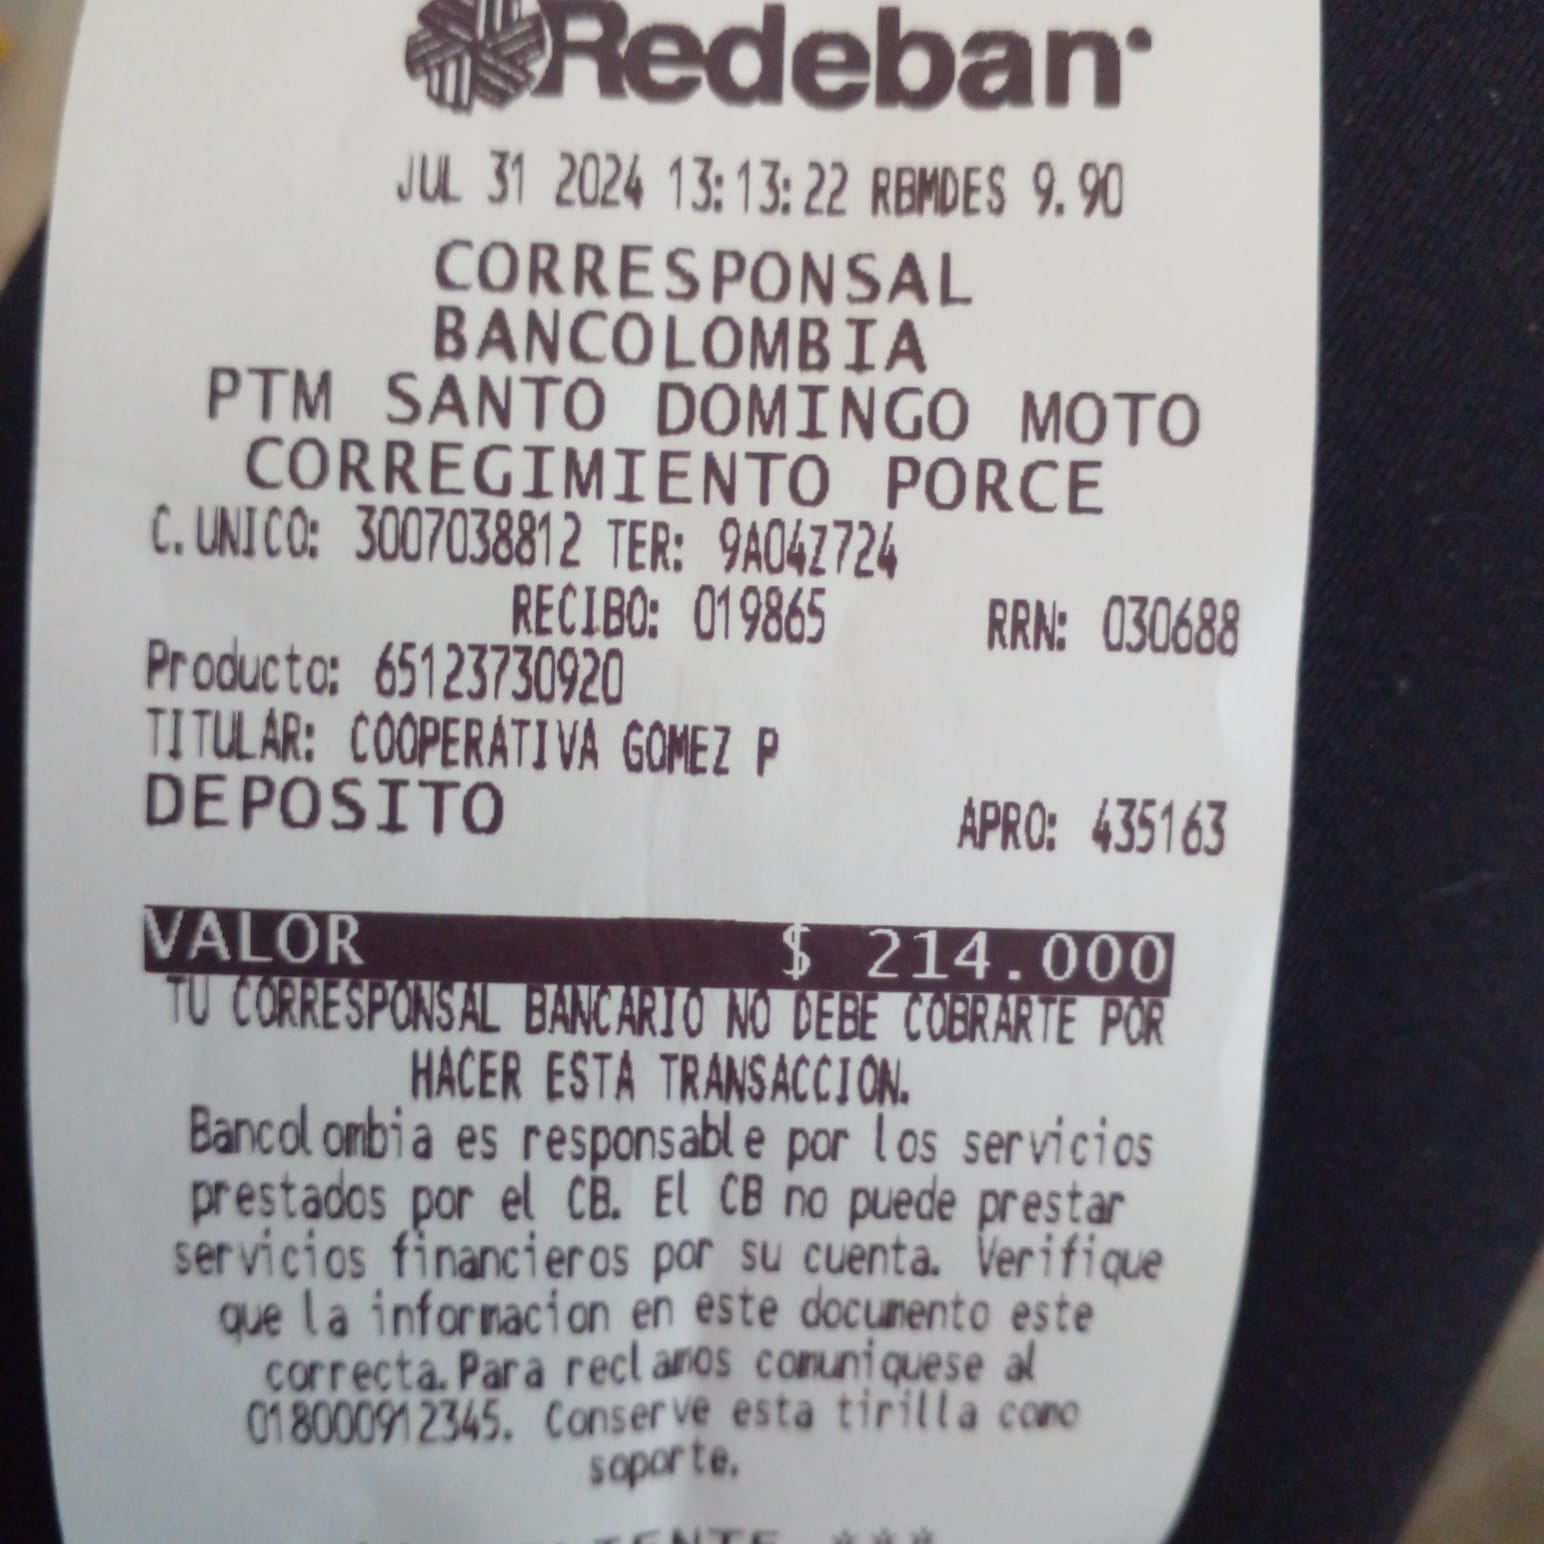 Redeban
JUL 31 2024 13:13:22 RBMDES 9.90
CORRESPONSAL
BANCOLOMBIA
PTM SANTO DOMINGO MOTO
CORREGIMIENTO PORCE
C.UNICO: 3007038812 TER: 9A04Z724
RECIBO: 019865 RRN: 030688
Producto: 65123730920
TITULAR: COOPERATIVA GOMEZ P
DEPOSITO APRO: 435163
VALOR $ 214.000
TU CORRESPONSAL BANCARIO NO DEBE COBRARTE POR
HACER ESTA TRANSACCION.
Bancolombia es responsable por los servicios
prestados por el CB. El CB no puede prestar
servicios financieros por su cuenta. Verifique
que la informacion en este documento este
correcta. Para reclamos comuniquese al
018000912345. Conserve esta tirilla como
soporte.
***